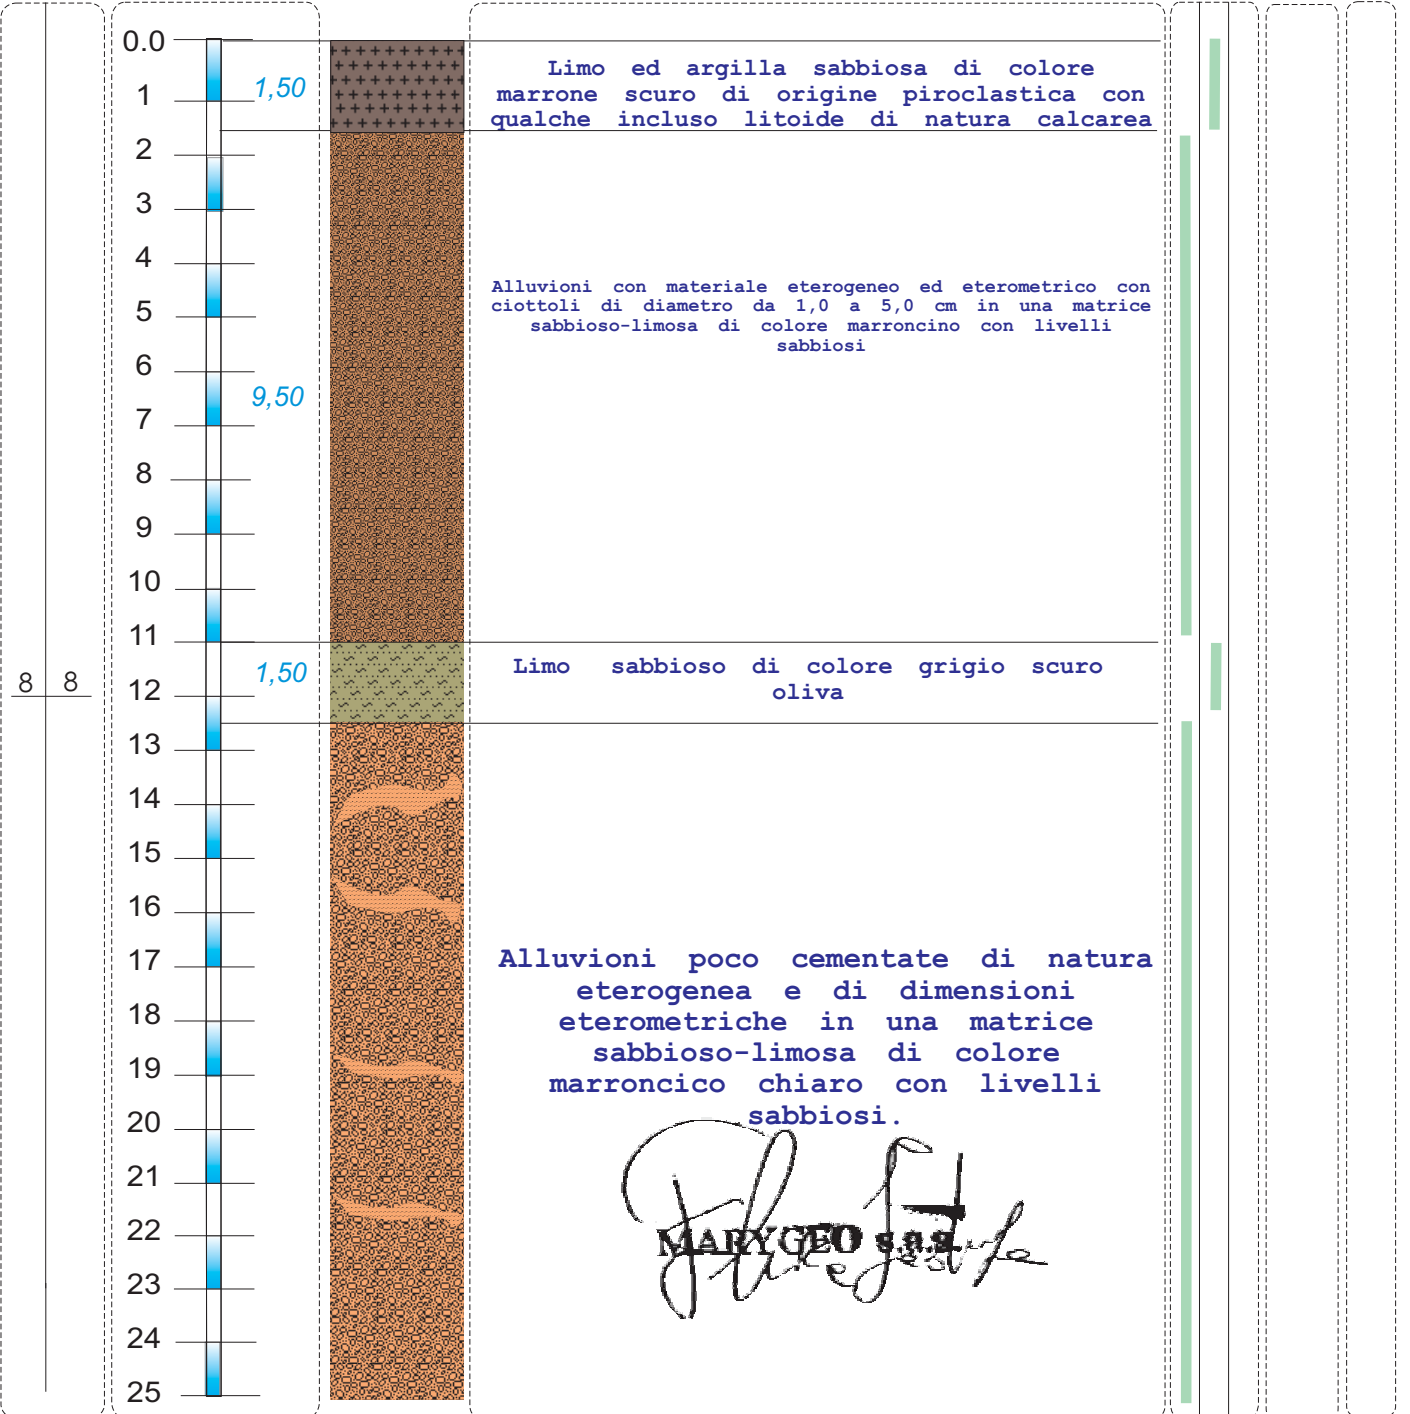 0.0
1
1,50
Limo ed argilla sabbiosa di colore
marrone scuro di origine piroclastica con
qualche incluso litoide di natura calcarea
2
3
4
5
6
7
8
9
10
11
9,50
Alluvioni con materiale eterogeneo ed eterometrico con
ciottoli di diametro da 1,0 a 5,0 cm in una matrice
sabbioso-limosa di colore marroncino con livelli
sabbiosi
8 8
12
1,50
Limo sabbioso di colore grigio scuro
oliva
13
14
15
16
17
18
19
20
21
22
23
24
25
Alluvioni poco cementate di natura
eterogenea e di dimensioni
eterometriche in una matrice
sabbioso-limosa di colore
marroncico chiaro con livelli
sabbiosi.
MARYGEO